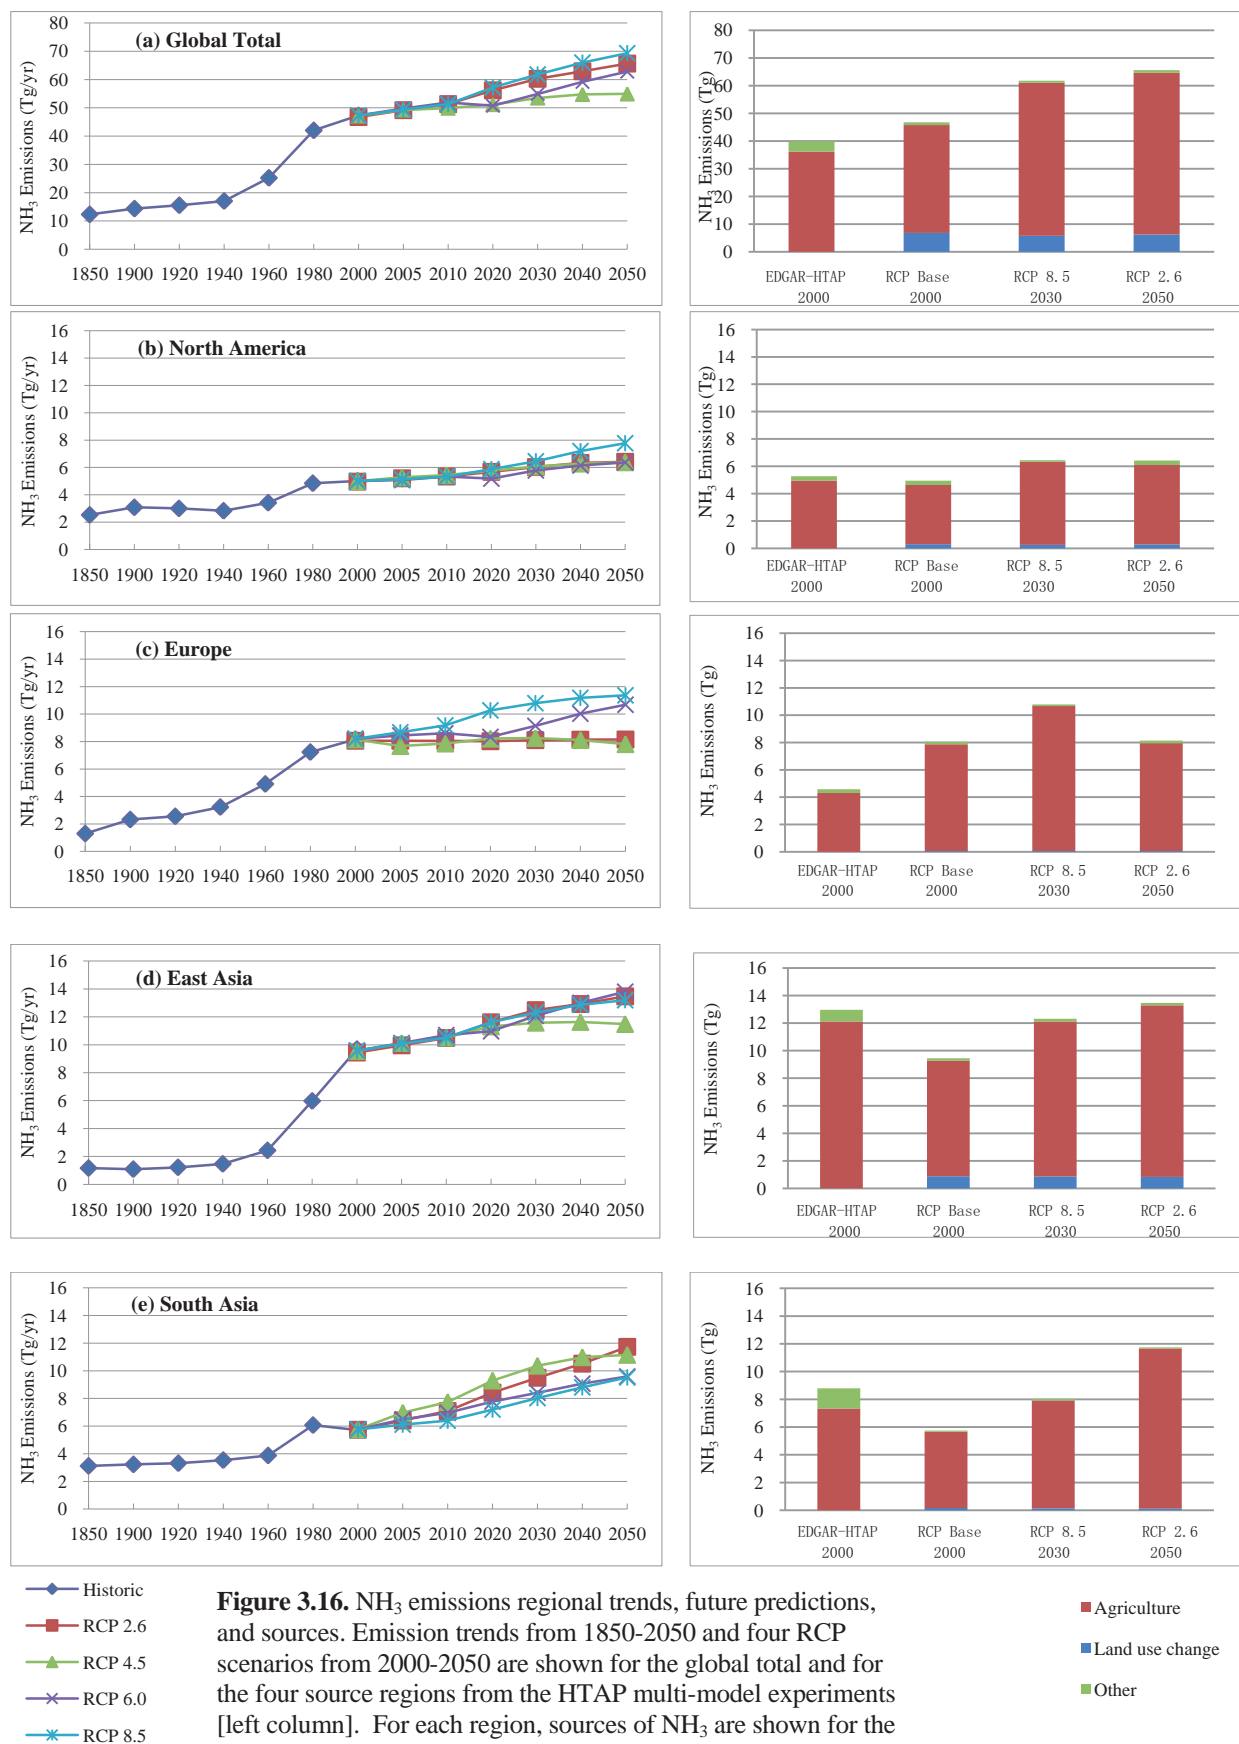 (a) Global Total
NH3 Emissions (Tg/yr)
80
70
60
50
40
30
20
10
0
1850 1900 1920 1940 1960 1980 2000 2005 2010 2020 2030 2040 2050
NH3 Emissions (Tg)
80
70
60
50
40
30
20
10
0
EDGAR-HTAP RCP Base RCP 8.5 RCP 2.6
2000 2000 2030 2050
(b) North America
NH3 Emissions (Tg/yr)
16
14
12
10
8
6
4
2
0
1850 1900 1920 1940 1960 1980 2000 2005 2010 2020 2030 2040 2050
NH3 Emissions (Tg)
16
14
12
10
8
6
4
2
0
EDGAR-HTAP RCP Base RCP 8.5 RCP 2.6
2000 2000 2030 2050
(c) Europe
NH3 Emissions (Tg/yr)
16
14
12
10
8
6
4
2
0
1850 1900 1920 1940 1960 1980 2000 2005 2010 2020 2030 2040 2050
NH3 Emissions (Tg)
16
14
12
10
8
6
4
2
0
EDGAR-HTAP RCP Base RCP 8.5 RCP 2.6
2000 2000 2030 2050
(d) East Asia
NH3 Emissions (Tg/yr)
16
14
12
10
8
6
4
2
0
1850 1900 1920 1940 1960 1980 2000 2005 2010 2020 2030 2040 2050
NH3 Emissions (Tg)
16
14
12
10
8
6
4
2
0
EDGAR-HTAP RCP Base RCP 8.5 RCP 2.6
2000 2000 2030 2050
(e) South Asia
NH3 Emissions (Tg/yr)
16
14
12
10
8
6
4
2
0
1850 1900 1920 1940 1960 1980 2000 2005 2010 2020 2030 2040 2050
NH3 Emissions (Tg)
16
14
12
10
8
6
4
2
0
EDGAR-HTAP RCP Base RCP 8.5 RCP 2.6
2000 2000 2030 2050
Historic
RCP 2.6
RCP 4.5
RCP 6.0
RCP 8.5
Figure 3.16. NH3 emissions regional trends, future predictions,
and sources. Emission trends from 1850-2050 and four RCP
scenarios from 2000-2050 are shown for the global total and for
the four source regions from the HTAP multi-model experiments
[left column]. For each region, sources of NH3 are shown for the
Agriculture
Land use change
Other